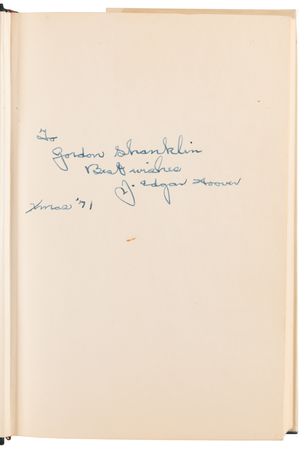 To
Gordon Shanklin
Best wishes
J. Edgar Hoover
Xmas '71